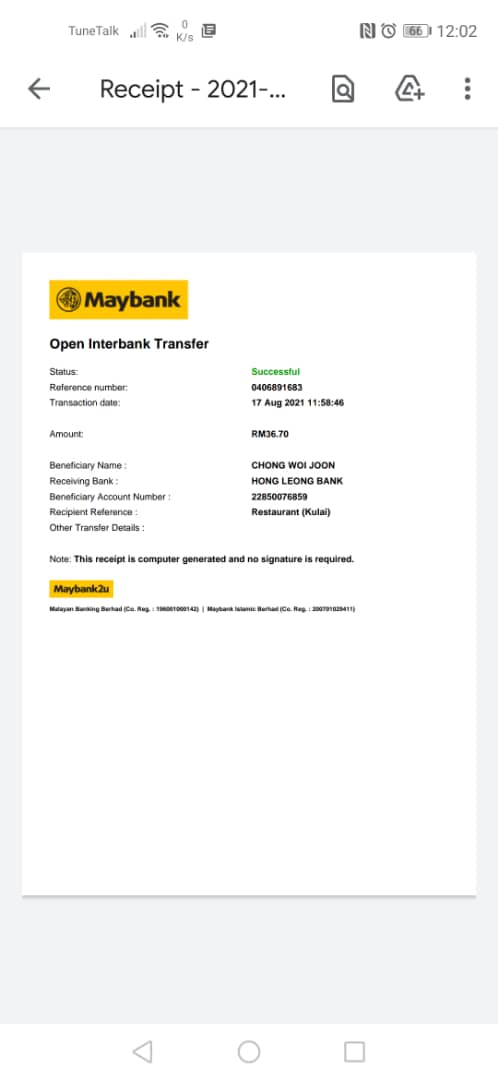 TuneTalk 0 K/s 66 12:02
Receipt - 2021-...
Maybank
Open Interbank Transfer
Status: Successful
Reference number: 0406891683
Transaction date: 17 Aug 2021 11:58:46
Amount: RM36.70
Beneficiary Name : CHONG WOI JOON
Receiving Bank : HONG LEONG BANK
Beneficiary Account Number : 22850076859
Recipient Reference : Restaurant (Kulai)
Other Transfer Details :
Note: This receipt is computer generated and no signature is required.
Maybank2u
Malayan Banking Berhad (Co. Reg. : 196001000142) | Maybank Islamic Berhad (Co. Reg. : 200701029411)